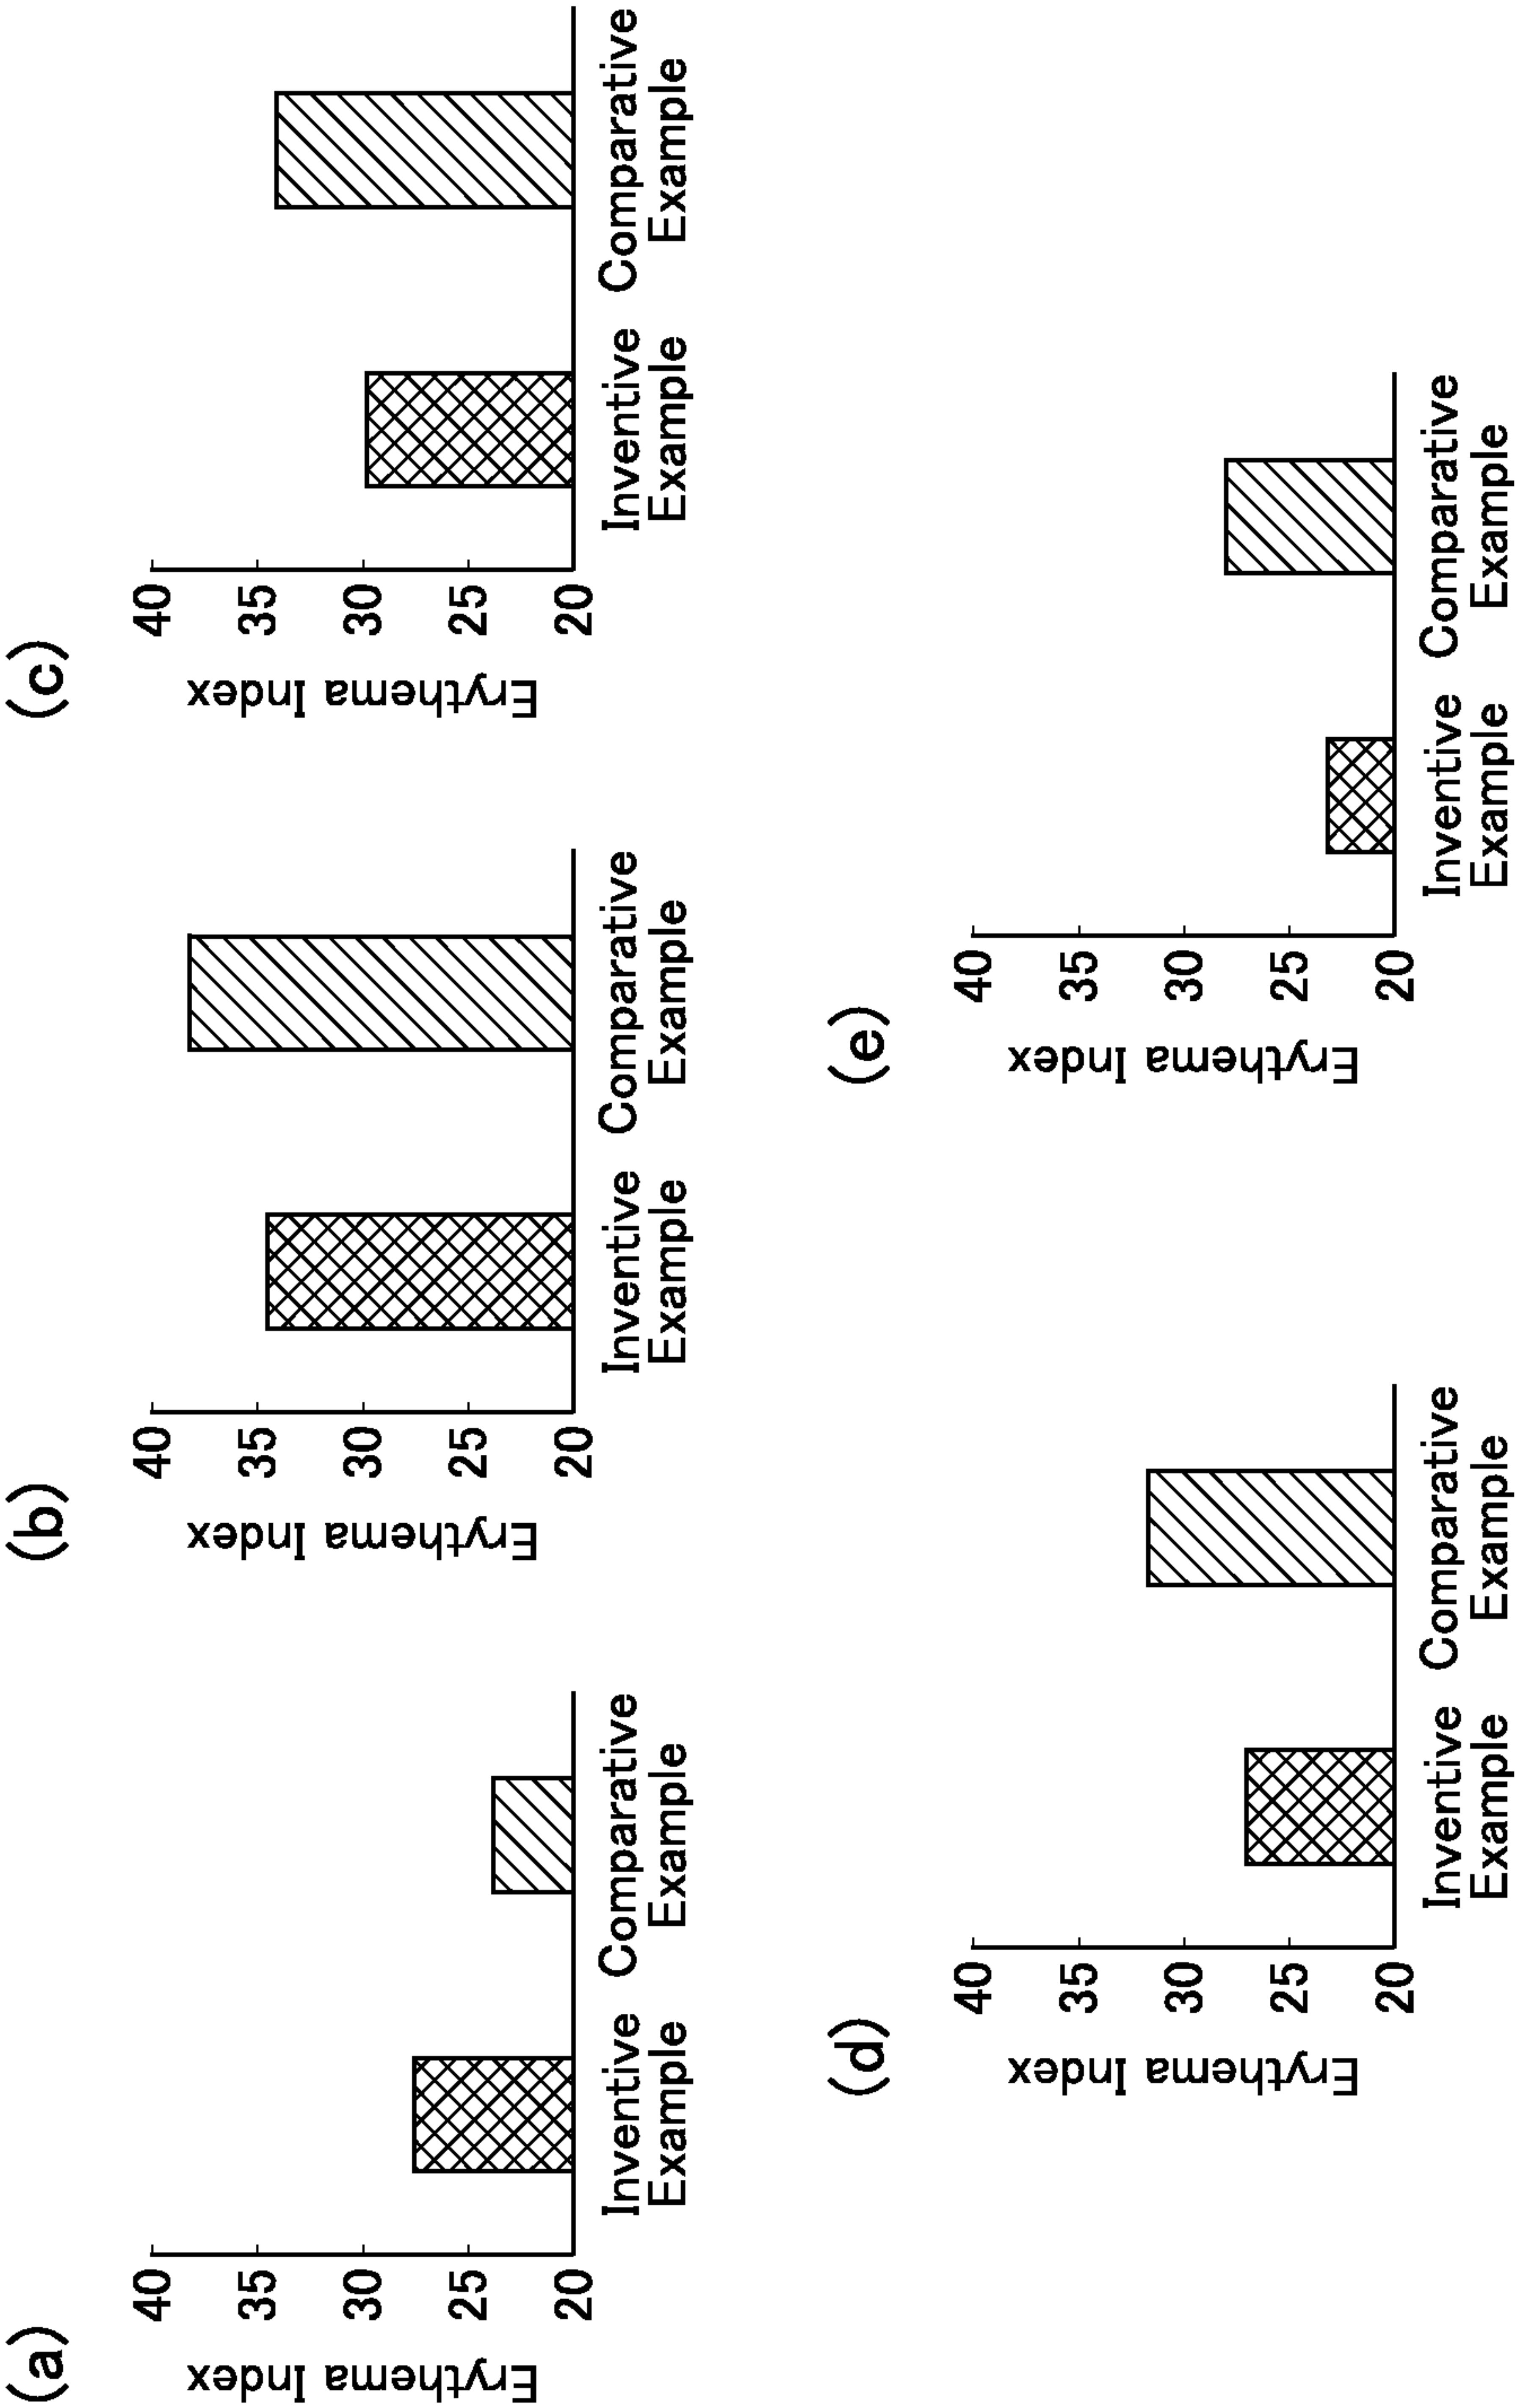 (a)
Erythema Index
40
35
30
25
20
Inventive
Example
Comparative
Example
(b)
Erythema Index
40
35
30
25
20
Inventive
Example
Comparative
Example
(c)
Erythema Index
40
35
30
25
20
Inventive
Example
Comparative
Example
(d)
Erythema Index
40
35
30
25
20
Inventive
Example
Comparative
Example
(e)
Erythema Index
40
35
30
25
20
Inventive
Example
Comparative
Example